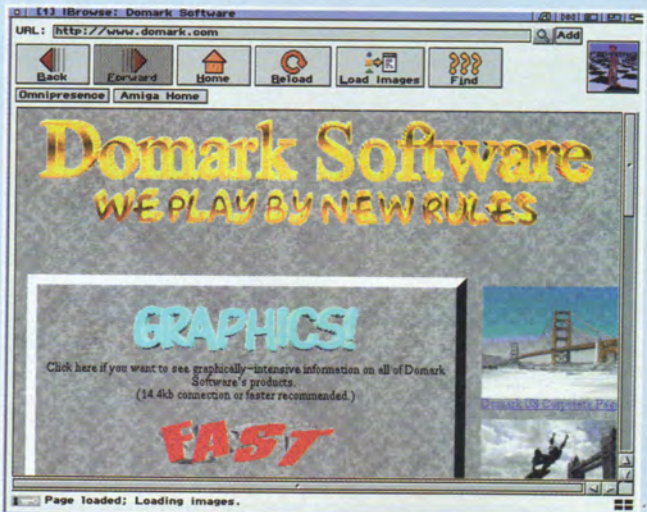 [1] IBrowse: Domark Software
URL: http://www.domark.com
Add
Back
Forward
Home
Reload
Load Images
Find
Omnipresence
Amiga Home
Domark Software
WE PLAY BY NEW RULES
GRAPHICS!
Click here if you want to see graphically-intensive information on all of Domark
Software's products.
(14.4kb connection or faster recommended.)
FAST
Domark US Corporate Pag
Page loaded; Loading images.